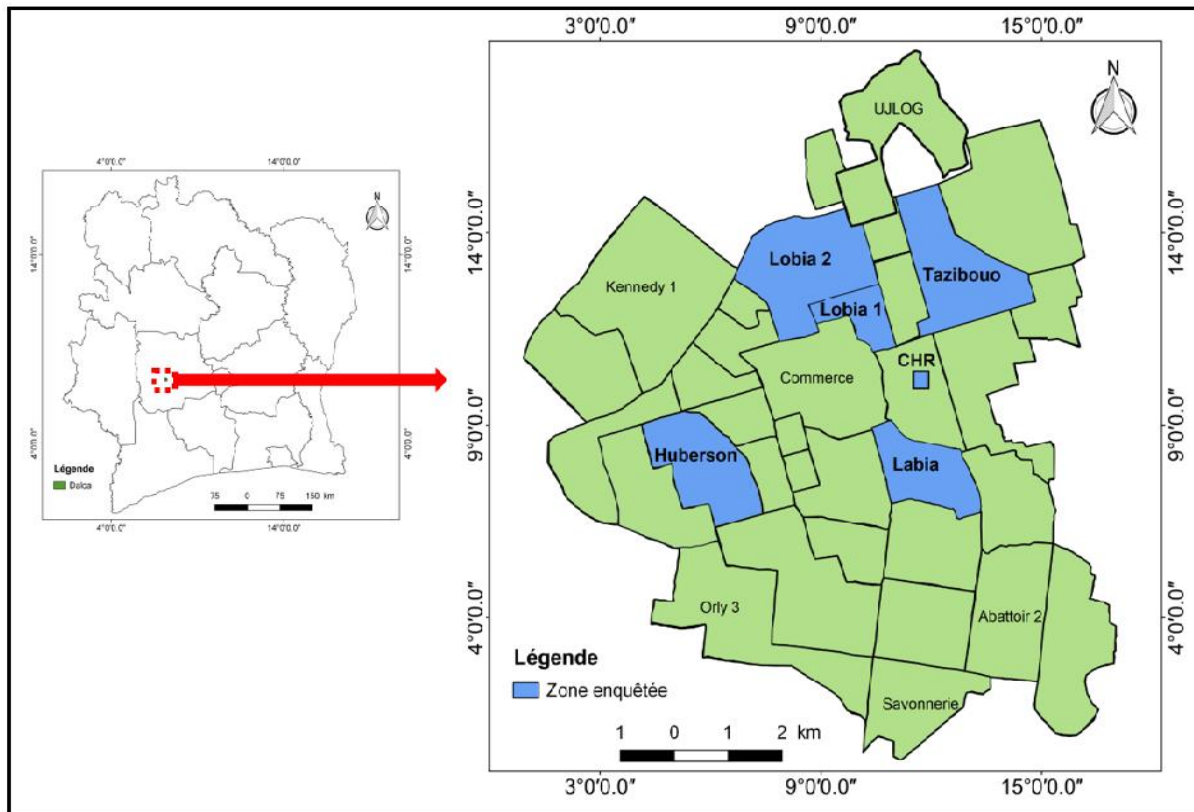 4°0'0.0" 14°0'0.0"
N
14°0'0.0" 14°0'0.0"
4°0'0.0" 4°0'0.0"
Légende
Daloa
75 0 75 150 km
4°0'0.0" 14°0'0.0"
3°0'0.0" 9°0'0.0" 15°0'0.0"
N
UJLOG
14°0'0.0" 14°0'0.0"
Lobia 2
Tazibouo
Kennedy 1
Lobia 1
CHR
Commerce
9°0'0.0" 9°0'0.0"
Huberson
Labia
4°0'0.0" 4°0'0.0"
Orly 3
Abattoir 2
Légende
Zone enquêtée
Savonnerie
1 0 1 2 km
3°0'0.0" 9°0'0.0" 15°0'0.0"